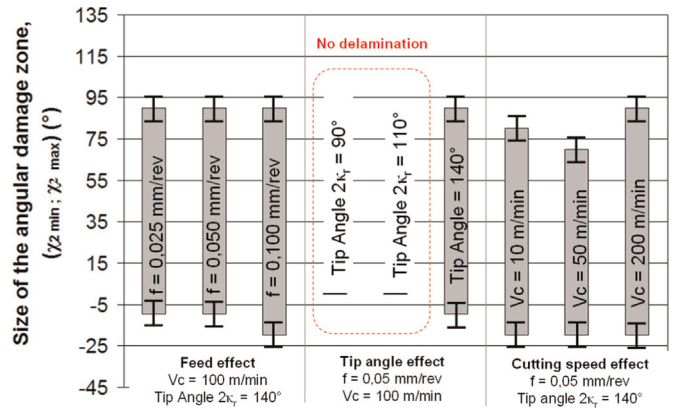 Size of the angular damage zone,
(χ2 min ; χ2 max) (°)
135
115
95
75
55
35
15
-5
-25
-45
No delamination
f = 0,025 mm/rev
f = 0,050 mm/rev
f = 0,100 mm/rev
Tip Angle 2κr = 90°
Tip Angle 2κr = 110°
Tip Angle = 140°
Vc = 10 m/min
Vc = 50 m/min
Vc = 200 m/min
Feed effect
Vc = 100 m/min
Tip Angle 2κr = 140°
Tip angle effect
f = 0,05 mm/rev
Vc = 100 m/min
Cutting speed effect
f = 0,05 mm/rev
Tip angle 2κr = 140°